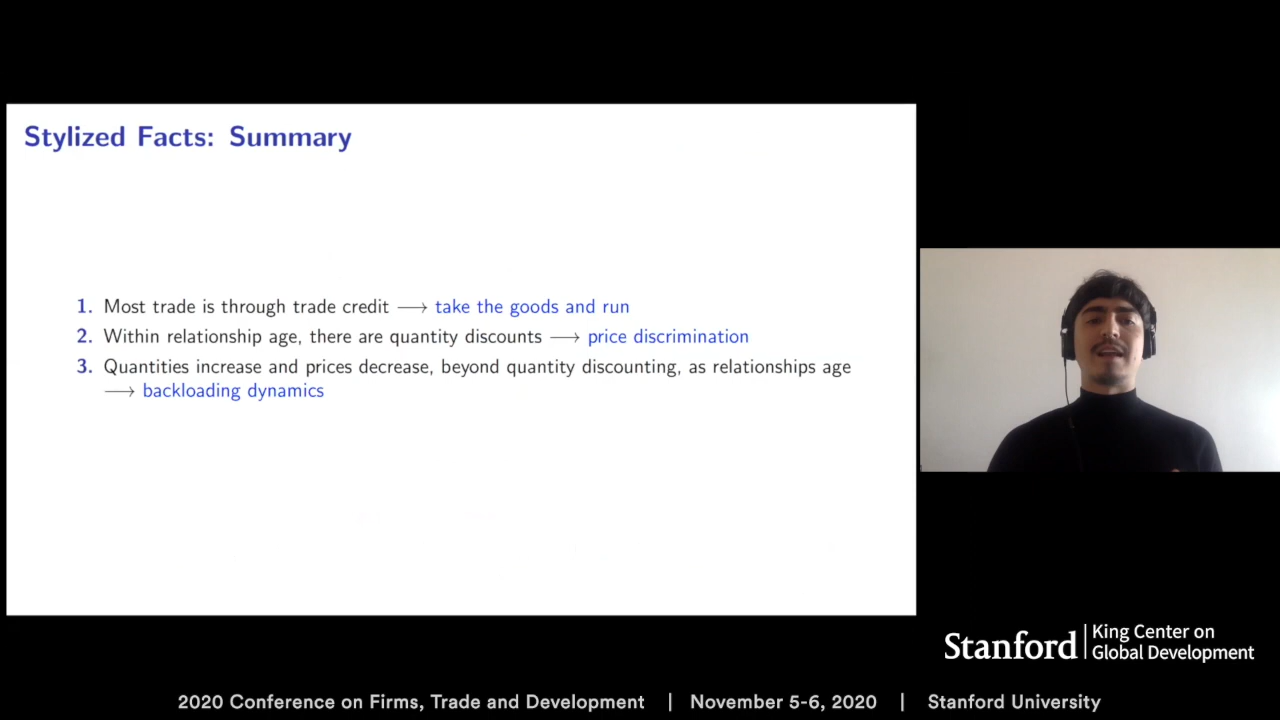 Stylized Facts: Summary
1. Most trade is through trade credit ⟶ take the goods and run
2. Within relationship age, there are quantity discounts ⟶ price discrimination
3. Quantities increase and prices decrease, beyond quantity discounting, as relationships age
⟶ backloading dynamics
Stanford | King Center on
Global Development
2020 Conference on Firms, Trade and Development | November 5-6, 2020 | Stanford University